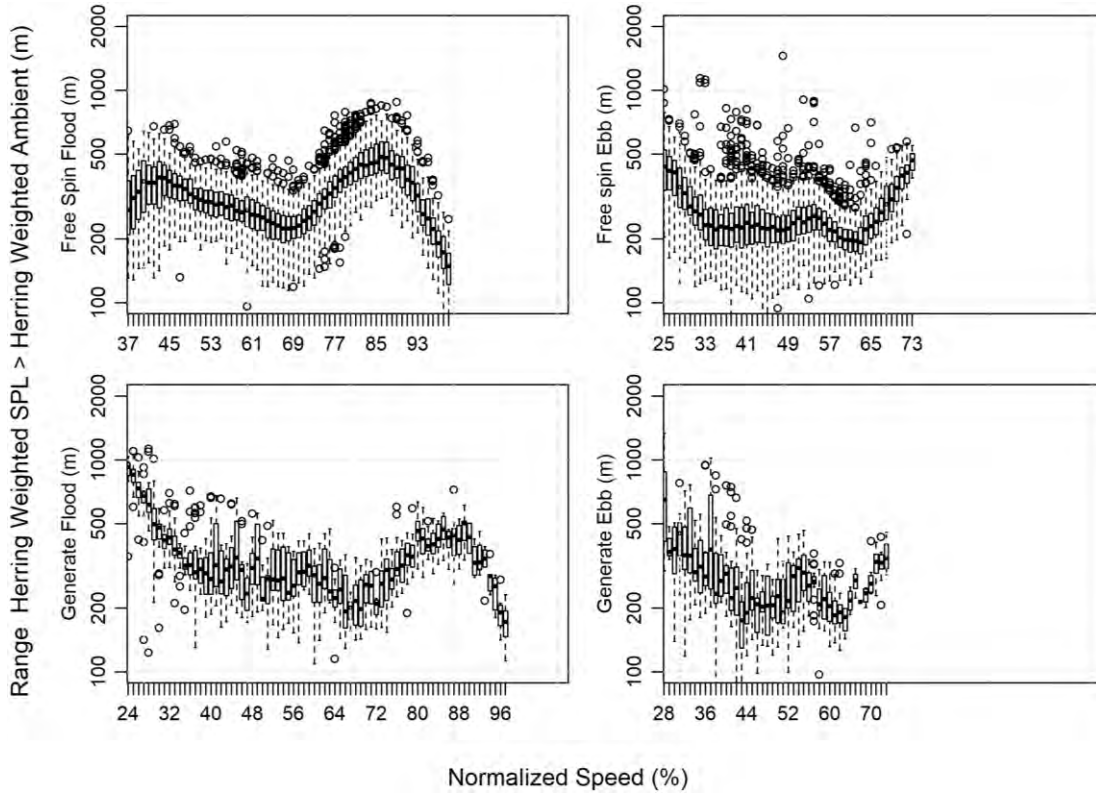 Range Herring Weighted SPL > Herring Weighted Ambient (m)
Free Spin Flood (m)
2000
1000
500
200
100
37 45 53 61 69 77 85 93
Free spin Ebb (m)
2000
1000
500
200
100
25 33 41 49 57 65 73
Generate Flood (m)
2000
1000
500
200
100
24 32 40 48 56 64 72 80 88 96
Generate Ebb (m)
2000
1000
500
200
100
28 36 44 52 60 70
Normalized Speed (%)